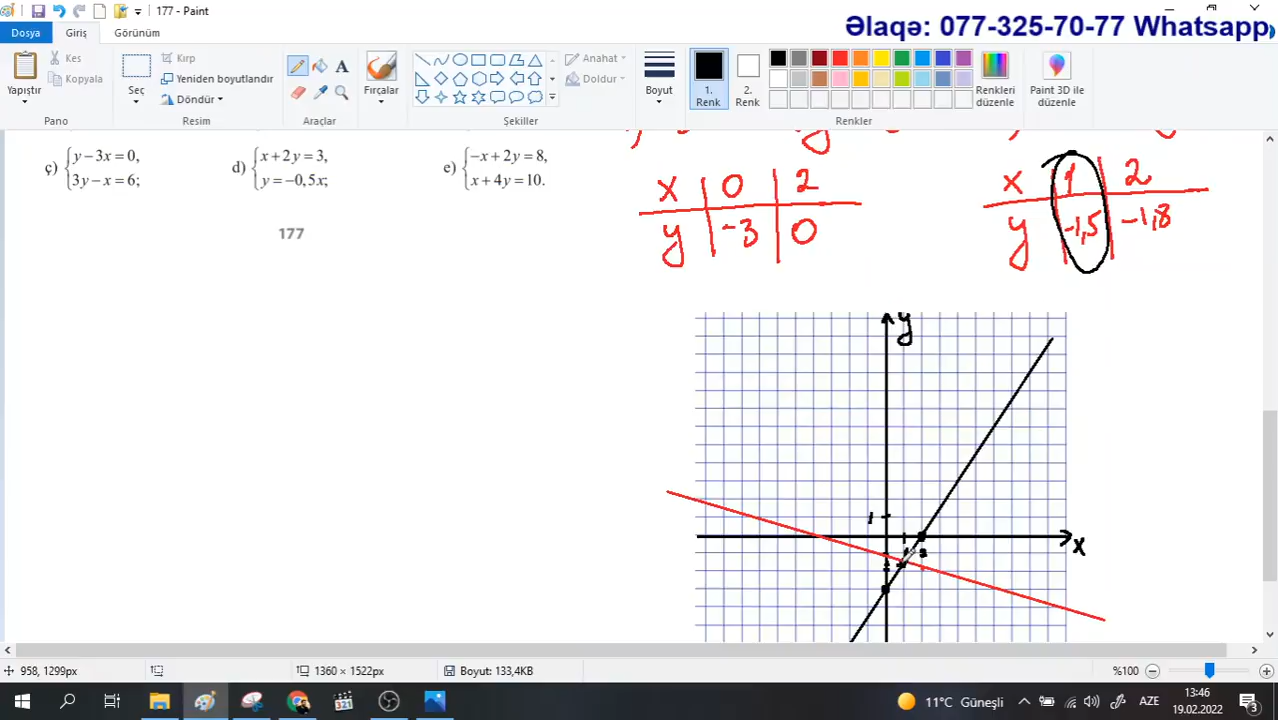 177 - Paint
Əlaqə: 077-325-70-77 Whatsapp
Dosya Giriş Görünüm
Yapıştır
Kes
Kopyala
Pano
Seç
Kırp
Yeniden boyutlandır
Döndür
Resim
A
Araçlar
Fırçalar
Anahat
Doldur
Şekiller
Boyut
1. Renk
2. Renk
Renkleri düzenle
Renkler
Paint 3D ile düzenle
ç) { y – 3x = 0,
3y – x = 6;
d) { x + 2y = 3,
y = –0,5x;
e) { –x + 2y = 8,
x + 4y = 10.
177
x 0 2
y -3 0
x 1 2
y -1,5 -1,8
y
1
x
958, 1299px
1360 × 1522px
Boyut: 133,4KB
%100
11°C Güneşli
AZE
13:46
19.02.2022
3